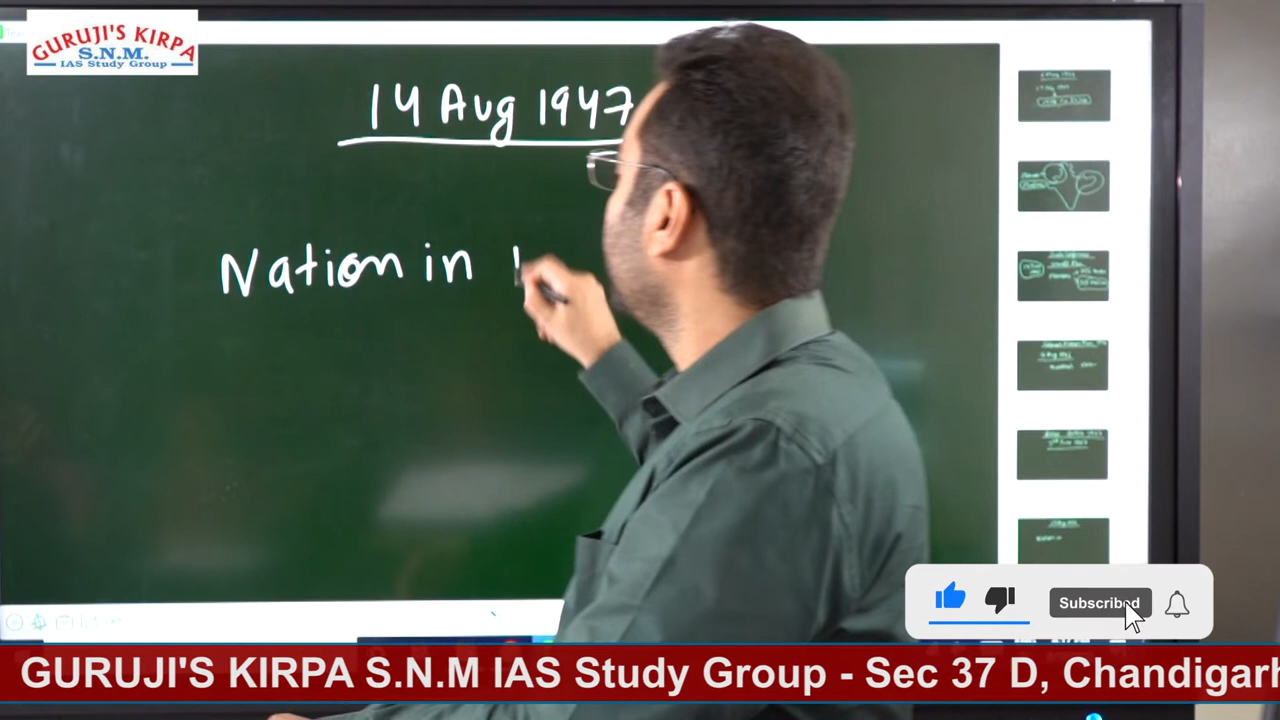 GURUJI'S KIRPA
S.N.M.
IAS Study Group
14 Aug 1947
Nation in
Subscribed
GURUJI'S KIRPA S.N.M IAS Study Group - Sec 37 D, Chandigarh